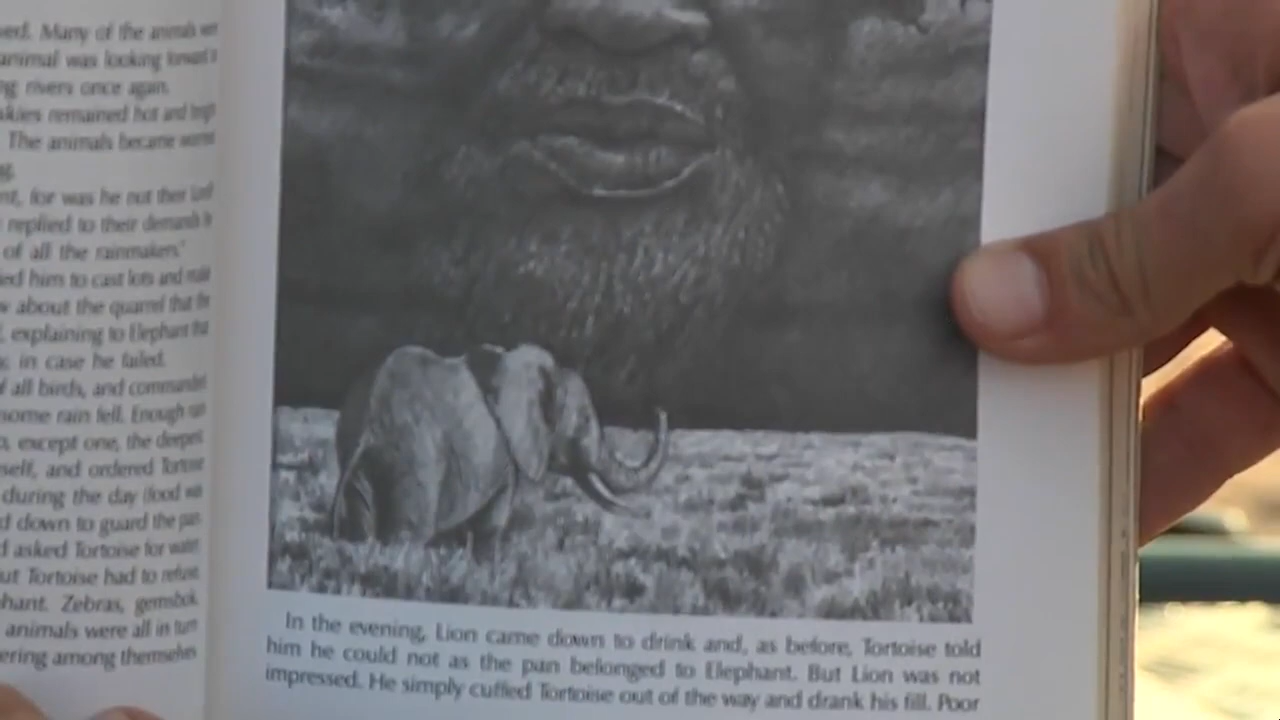 ved. Many of the animals wer
animal was looking toward t
ng rivers once again.
skies remained hot and
The animals became
g.
nt, for was he not their
replied to their demands
of all the rainmakers.'
ed him to cast lots and
w about the quarrel that
, explaining to Elephant
, in case he failed.
f all birds, and
some rain fell. Enough
, except one, the deepest
self, and ordered Tortoise
during the day (food
d down to guard the pan
d asked Tortoise for water
ut Tortoise had to refuse
hant. Zebras, gemsbok
animals were all in turn
ering among themselves
In the evening, Lion came down to drink and, as before, Tortoise told
him he could not as the pan belonged to Elephant. But Lion was not
impressed. He simply cuffed Tortoise out of the way and drank his fill. Poor